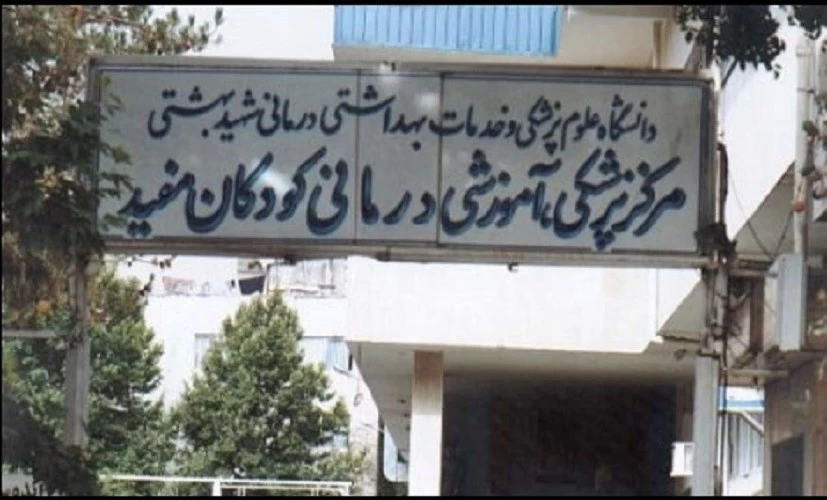 دانشگاه علوم پزشکی و خدمات بهداشتی درمانی شهید بهشتی
مرکز پزشکی، آموزشی درمانی کودکان مفید